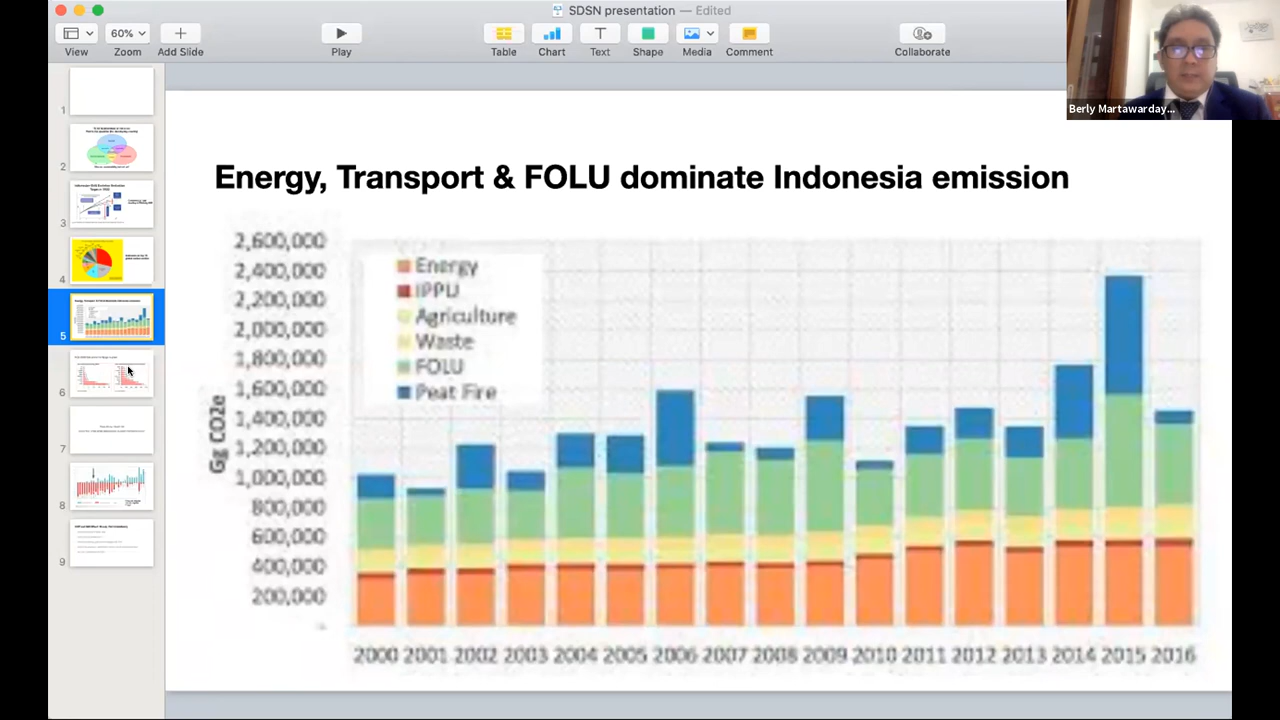 SDSN presentation — Edited
View
60%
Zoom
Add Slide
Play
Table
Chart
Text
Shape
Media
Comment
Collaborate
Berly Martawarday...
1
2
3
4
5
6
7
8
9
Energy, Transport & FOLU dominate Indonesia emission
Gg CO2e
2,600,000
2,400,000
2,200,000
2,000,000
1,800,000
1,600,000
1,400,000
1,200,000
1,000,000
800,000
600,000
400,000
200,000
-
Energy
IPPU
Agriculture
Waste
FOLU
Peat Fire
2000 2001 2002 2003 2004 2005 2006 2007 2008 2009 2010 2011 2012 2013 2014 2015 2016